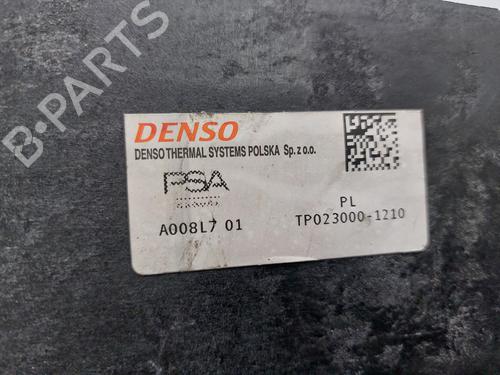 DENSO
DENSO THERMAL SYSTEMS POLSKA Sp. z o.o.
PSA
PL
A008L7 01
TP023000-1210
B-PARTS